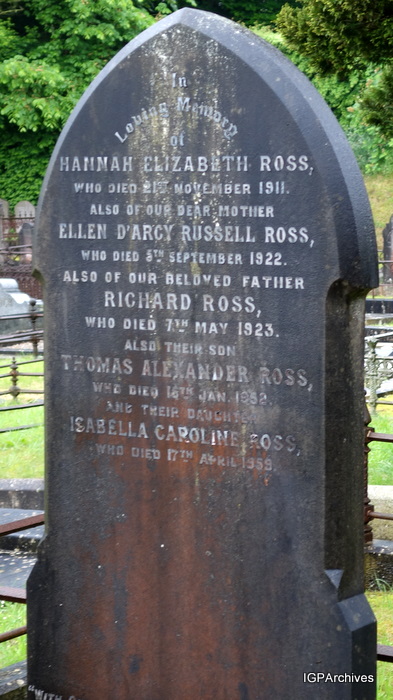 In
Loving Memory
of
HANNAH ELIZABETH ROSS,
WHO DIED 21ST NOVEMBER 1911.
ALSO OF OUR DEAR MOTHER
ELLEN D'ARCY RUSSELL ROSS,
WHO DIED 8TH SEPTEMBER 1922.
ALSO OF OUR BELOVED FATHER
RICHARD ROSS,
WHO DIED 7TH MAY 1923.
ALSO THEIR SON
THOMAS ALEXANDER ROSS,
WHO DIED JAN.
AND THEIR DAUGHTER
ISABELLA CAROLINE ROSS,
WHO DIED 17TH APRIL 1959.
"WITH
IGPArchives